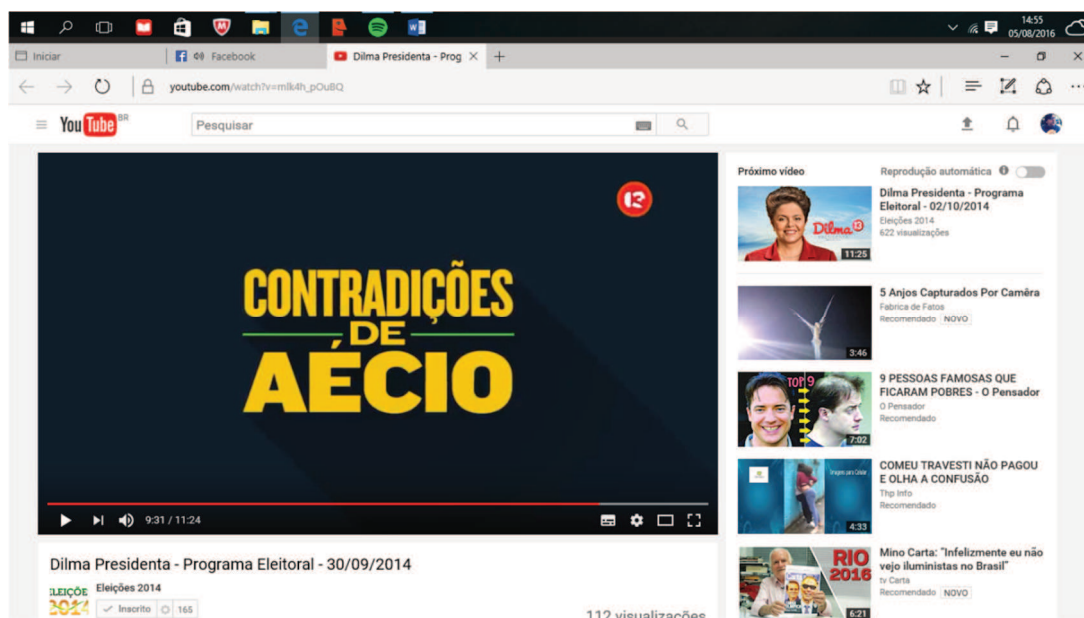 14:55
05/08/2016
Iniciar
Facebook
Dilma Presidenta - Prog
youtube.com/watch?v=mlk4h_pOuBQ
YouTube BR
Pesquisar
13
CONTRADIÇÕES
DE
AÉCIO
9:31 / 11:24
Dilma Presidenta - Programa Eleitoral - 30/09/2014
ELEIÇÕE
2014
Eleições 2014
Inscrito 165
112 visualizações
Próximo vídeo
Reprodução automática
Dilma 13
11:25
Dilma Presidenta - Programa
Eleitoral - 02/10/2014
Eleições 2014
622 visualizações
3:46
5 Anjos Capturados Por Camêra
Fabrica de Fatos
Recomendado NOVO
TOP 9
7:02
9 PESSOAS FAMOSAS QUE
FICARAM POBRES - O Pensador
O Pensador
Recomendado
4:33
COMEU TRAVESTI NÃO PAGOU
E OLHA A CONFUSÃO
Thp Info
Recomendado
RIO
2016
6:21
Mino Carta: "Infelizmente eu não
vejo iluministas no Brasil"
tv Carta
Recomendado NOVO